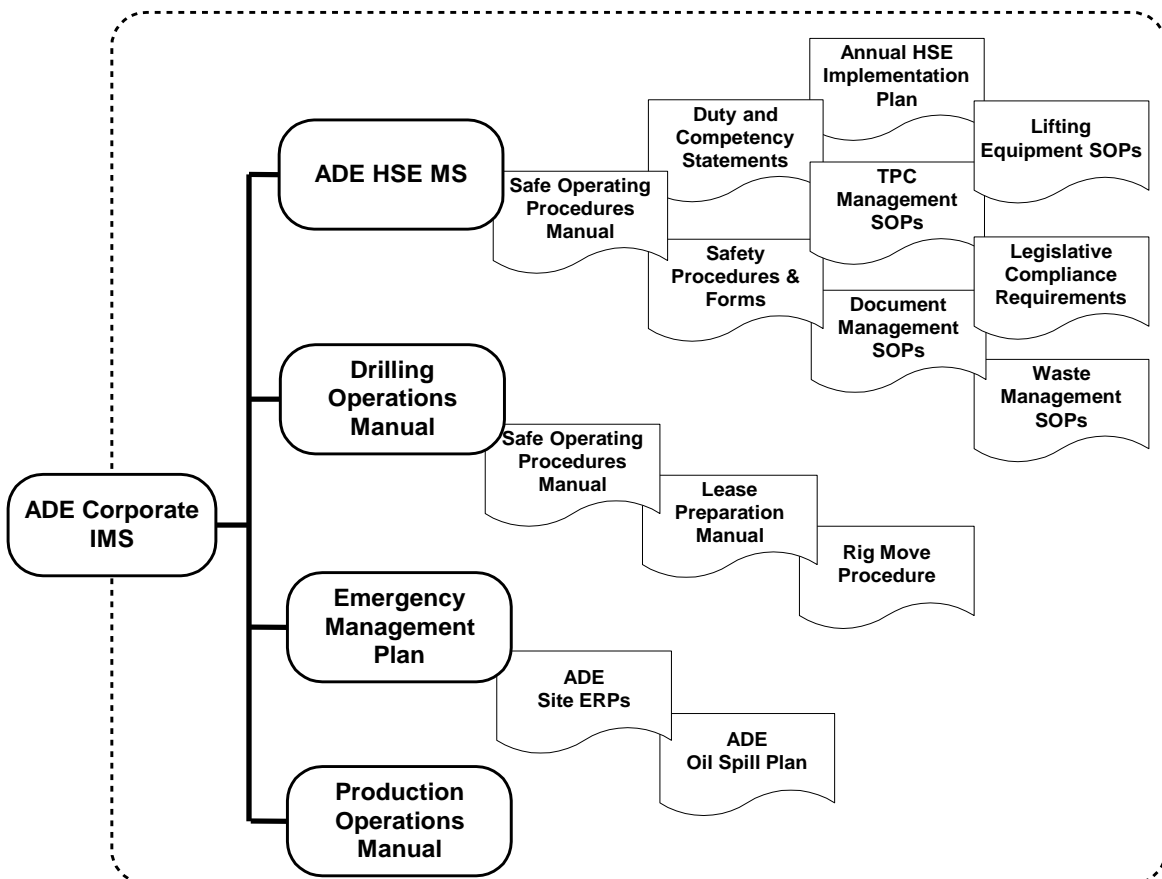 Annual HSE
Implementation
Plan
Duty and
Competency
Statements
Lifting
Equipment SOPs
ADE HSE MS
Safe Operating
Procedures
Manual
TPC
Management
SOPs
Safety
Procedures &
Forms
Legislative
Compliance
Requirements
Document
Management
SOPs
Waste
Management
SOPs
Drilling
Operations
Manual
Safe Operating
Procedures
Manual
Lease
Preparation
Manual
Rig Move
Procedure
ADE Corporate
IMS
Emergency
Management
Plan
ADE
Site ERPs
ADE
Oil Spill Plan
Production
Operations
Manual